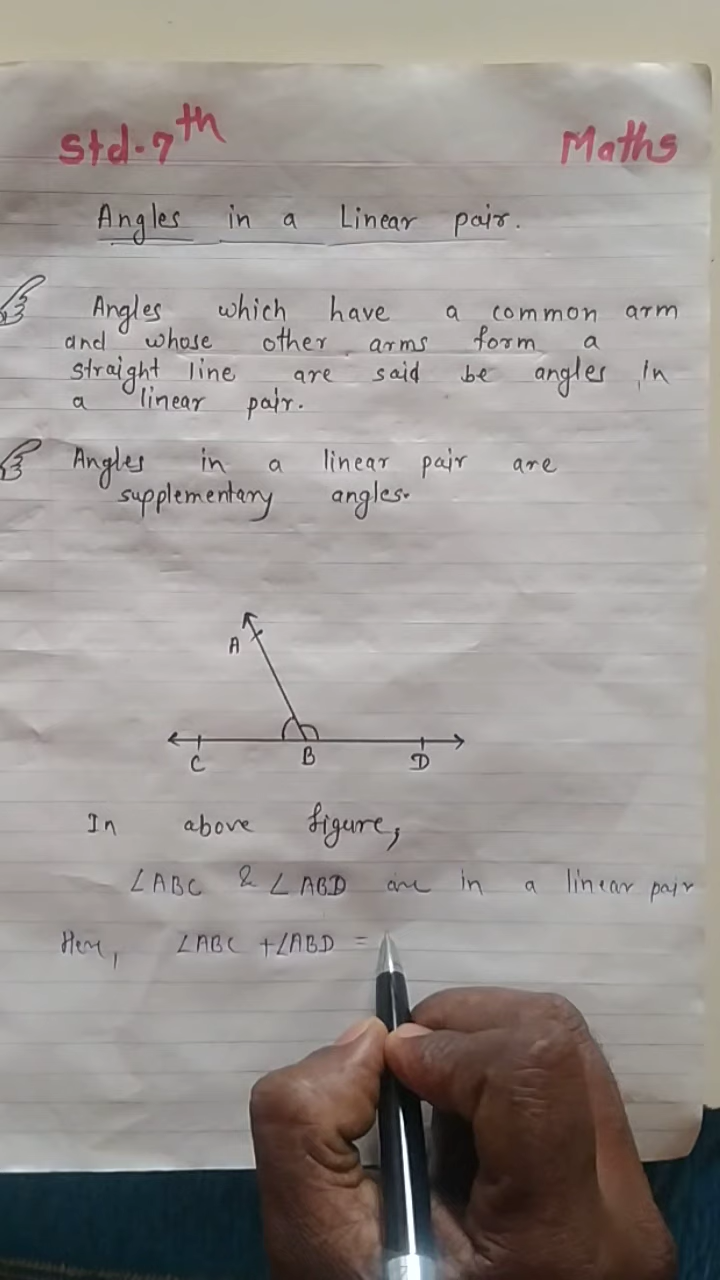 Std-7th Maths
Angles in a Linear pair.
Angles which have a common arm
and whose other arms form a
straight line are said be angles in
a linear pair.
Angles in a linear pair are
supplementary angles.
A
C B D
In above figure,
∠ABC & ∠ABD are in a linear pair
Here, ∠ABC +∠ABD =